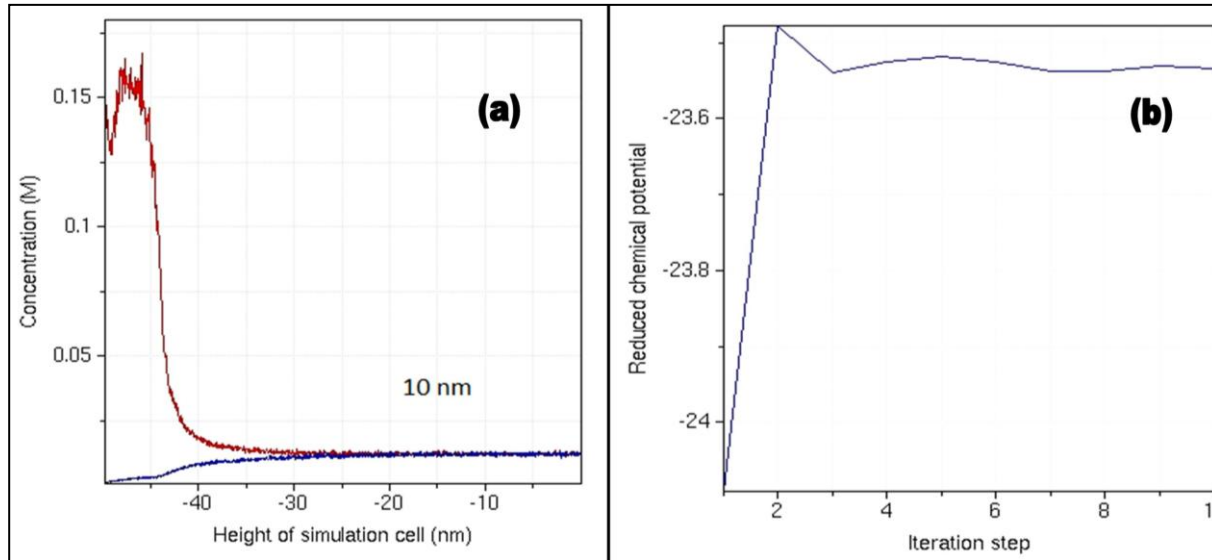 (a)
0.15
0.1
0.05
Concentration (M)
10 nm
-40
-30
-20
-10
Height of simulation cell (nm)
(b)
-23.6
-23.8
-24
Reduced chemical potential
2
4
6
8
1
Iteration step